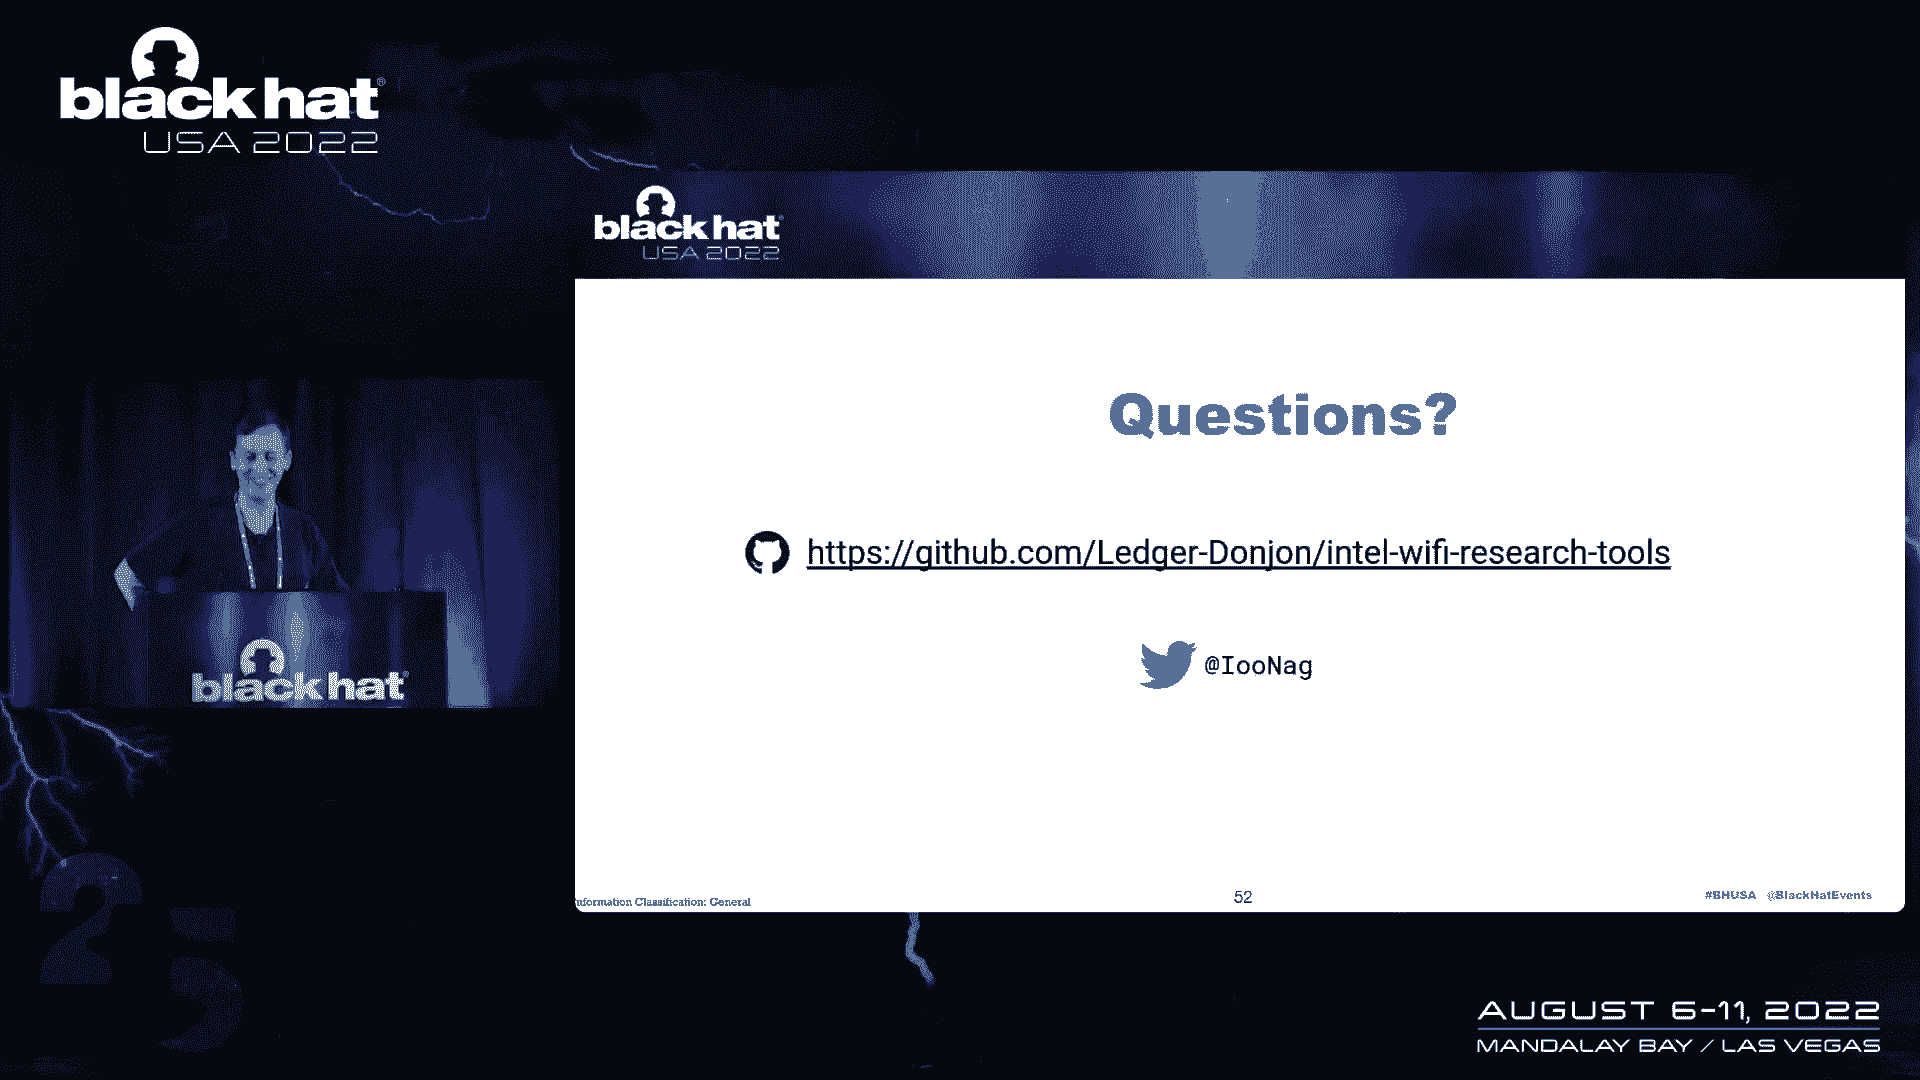 black hat®
USA 2022
black hat®
USA 2022
Questions?
https://github.com/Ledger-Donjon/intel-wifi-research-tools
@IooNag
black hat®
nformation Classification: General
52
#BHUSA @BlackHatEvents
25
AUGUST 6-11, 2022
MANDALAY BAY / LAS VEGAS